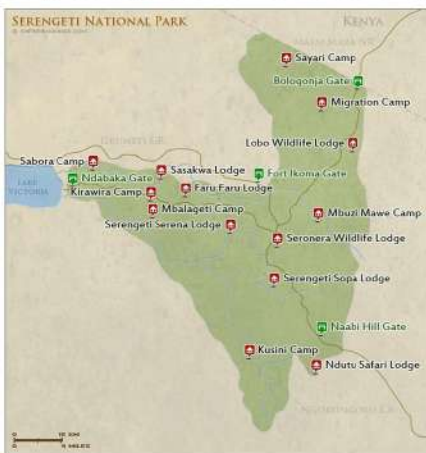 SERENGETI NATIONAL PARK
KENYA
Sayari Camp
Bologonja Gate
Migration Camp
Lobo Wildlife Lodge
Sabora Camp
Sasakwa Lodge
Ndabaka Gate
Fort Ikoma Gate
LAKE
VICTORIA
Kirawira Camp
Faru Faru Lodge
Mbalageti Camp
Mbuzi Mawe Camp
Serengeti Serena Lodge
Seronera Wildlife Lodge
Serengeti Sopa Lodge
Naabi Hill Gate
Kusini Camp
Ndutu Safari Lodge